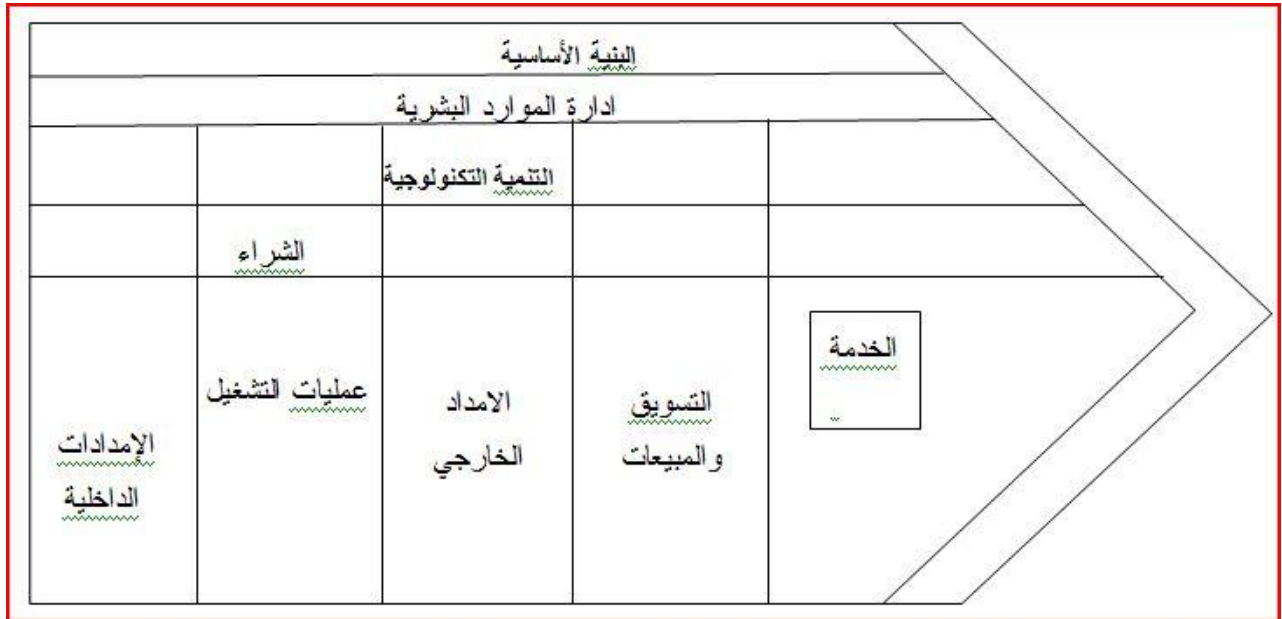 البنية الأساسية
ادارة الموارد البشرية
التنمية التكنولوجية
الشراء
الخدمة
التسويق
والمبيعات
الامداد
الخارجي
عمليات التشغيل
الإمدادات
الداخلية